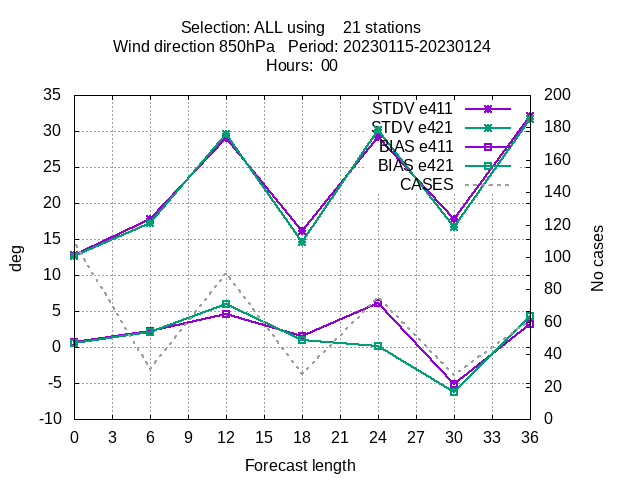 Selection: ALL using    21 stations
Wind direction 850hPa   Period: 20230115-20230124
Hours:  00
35
30
25
20
15
10
5
0
-5
-10
deg
STDV e411
STDV e421
BIAS e411
BIAS e421
CASES
200
180
160
140
120
100
80
60
40
20
0
No cases
0 3 6 9 12 15 18 21 24 27 30 33 36
Forecast length